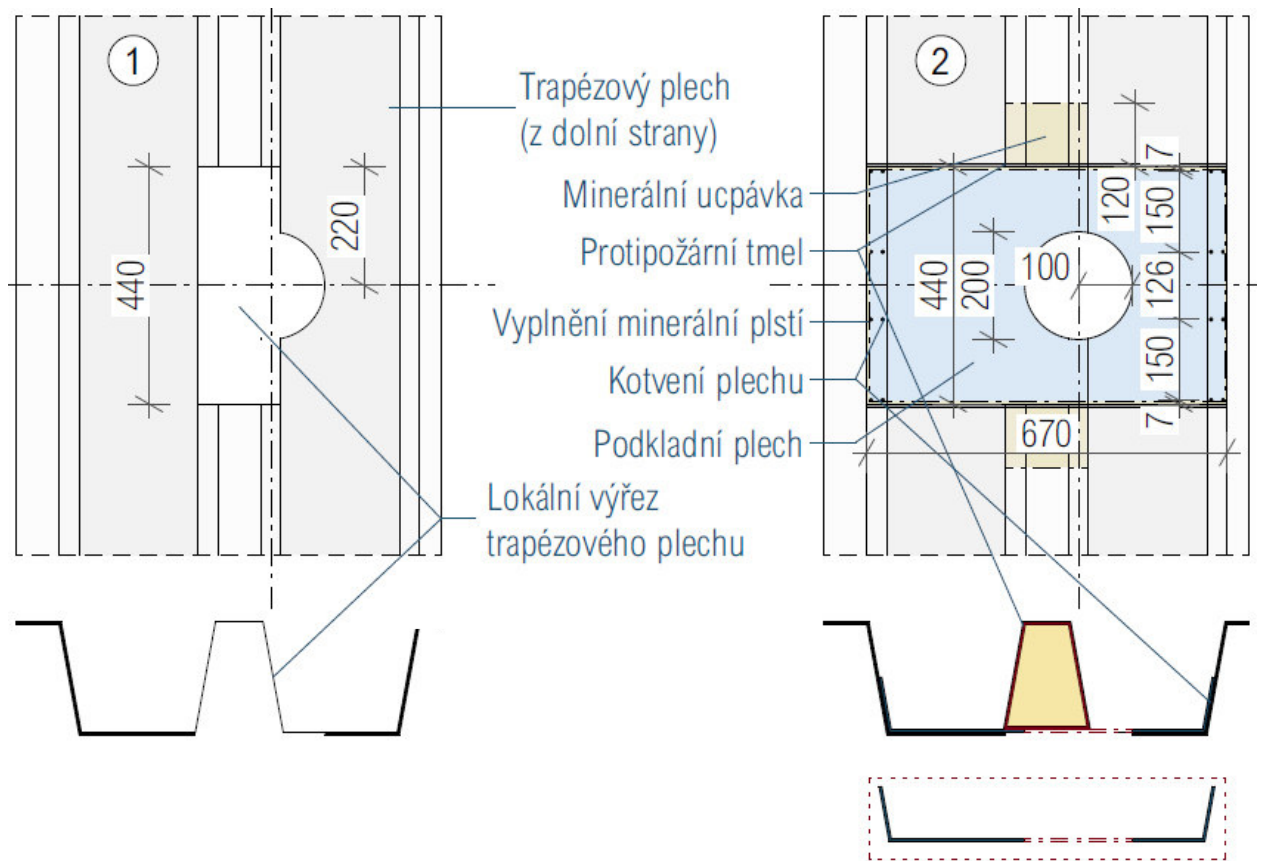 1
2
Trapézový plech
(z dolní strany)
Minerální ucpávka
Protipožární tmel
Vyplnění minerální plstí
Kotvení plechu
Podkladní plech
Lokální výřez
trapézového plechu
440
220
440
200
100
120
7
150
126
150
7
670